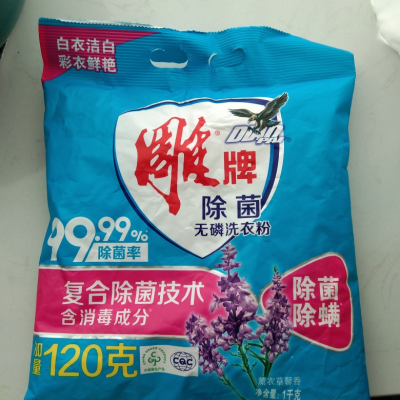 白衣洁白
彩衣鲜艳
雕牌
除菌
无磷洗衣粉
99.99%
除菌率
复合除菌技术
含消毒成分
除菌
除螨
量120克
CQC
薰衣草馨香
净含量：1千克